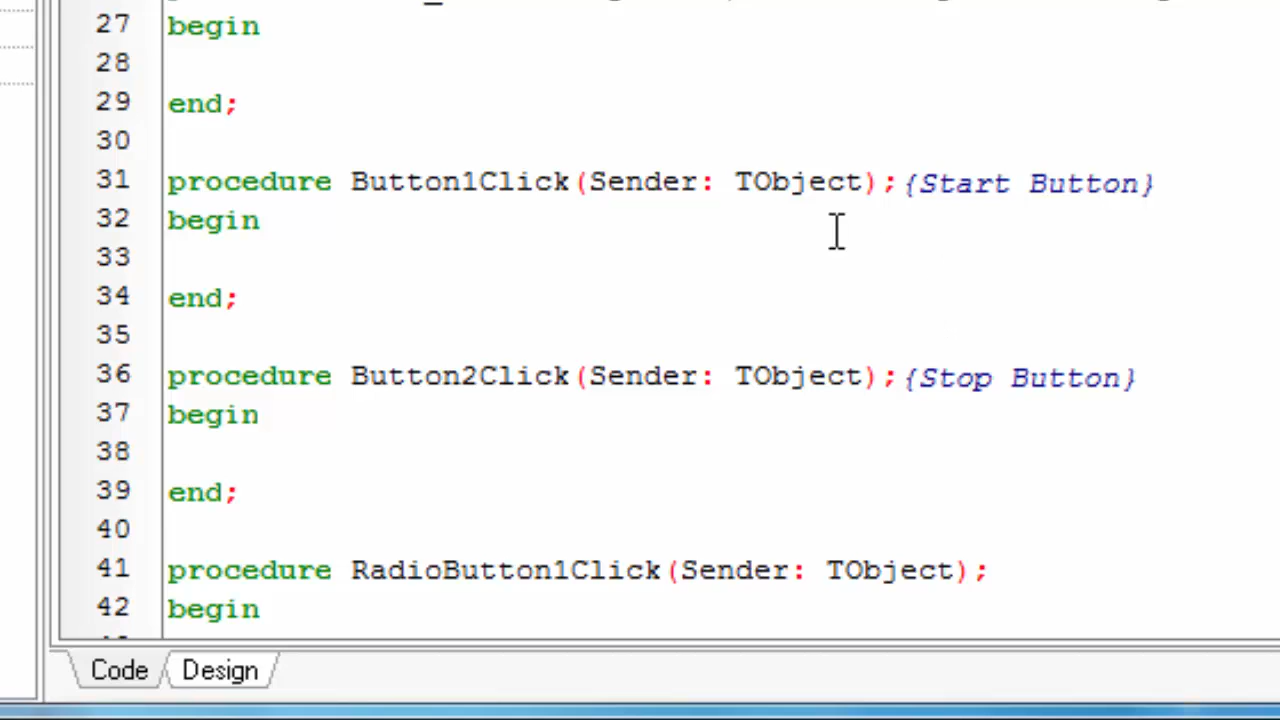 27 begin
28
29 end;
30
31 procedure Button1Click(Sender: TObject);{Start Button}
32 begin
33
34 end;
35
36 procedure Button2Click(Sender: TObject);{Stop Button}
37 begin
38
39 end;
40
41 procedure RadioButton1Click(Sender: TObject);
42 begin
Code Design